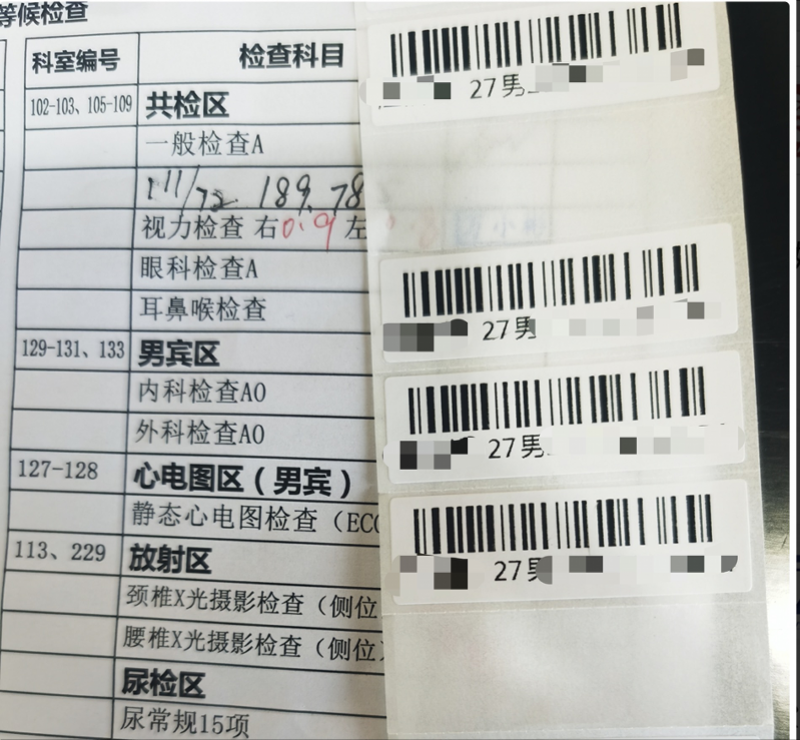 等候检查
科室编号 检查科目
102-103、105-109 共检区
一般检查A
111/72 189. 78
视力检查 右0.9 左
眼科检查A
耳鼻喉检查
129-131、133 男宾区
内科检查AO
外科检查AO
127-128 心电图区（男宾）
静态心电图检查（EC
113、229 放射区
颈椎X光摄影检查（侧位
腰椎X光摄影检查（侧位
尿检区
尿常规15项
27男
27男
27男
27男